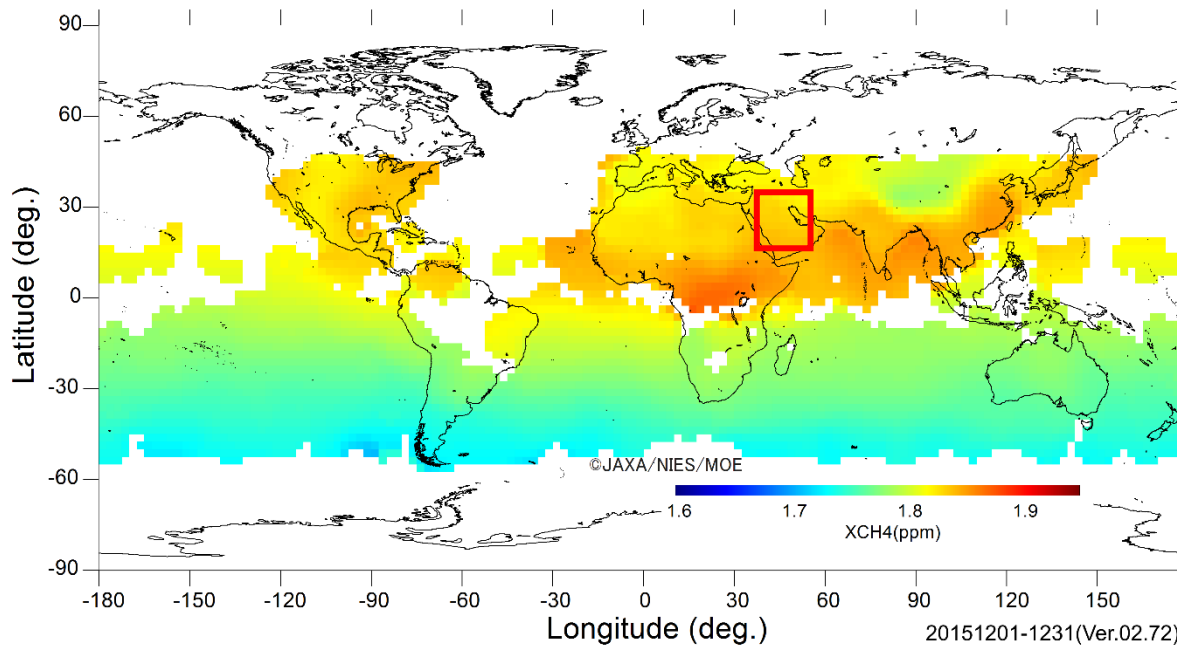 90
60
30
0
-30
-60
-90
Latitude (deg.)
©JAXA/NIES/MOE
1.6 1.7 1.8 1.9
XCH4(ppm)
-180 -150 -120 -90 -60 -30 0 30 60 90 120 150
Longitude (deg.)
20151201-1231(Ver.02.72)